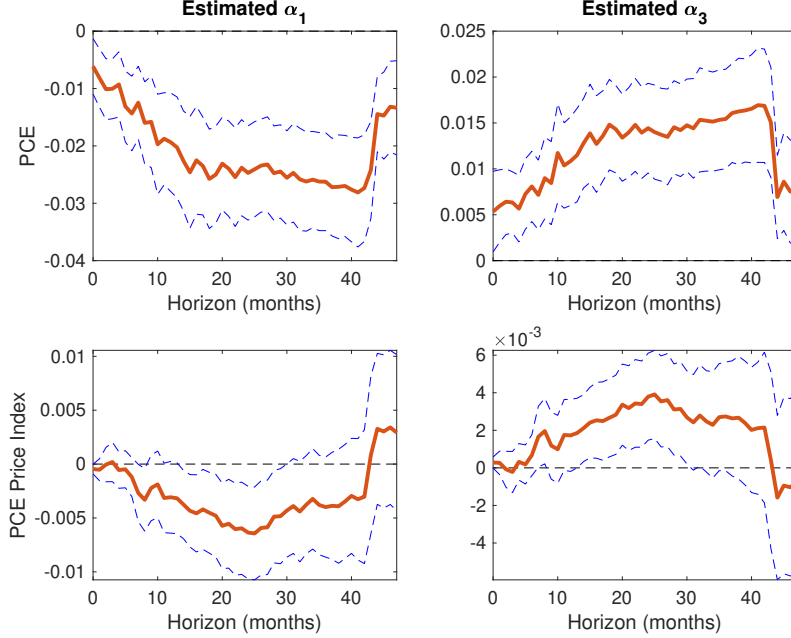 Estimated α1
Estimated α3
PCE
0
-0.01
-0.02
-0.03
-0.04
0 10 20 30 40
Horizon (months)
0.025
0.02
0.015
0.01
0.005
0
0 10 20 30 40
Horizon (months)
PCE Price Index
0.01
0.005
0
-0.005
-0.01
0 10 20 30 40
Horizon (months)
×10-3
6
4
2
0
-2
-4
0 10 20 30 40
Horizon (months)